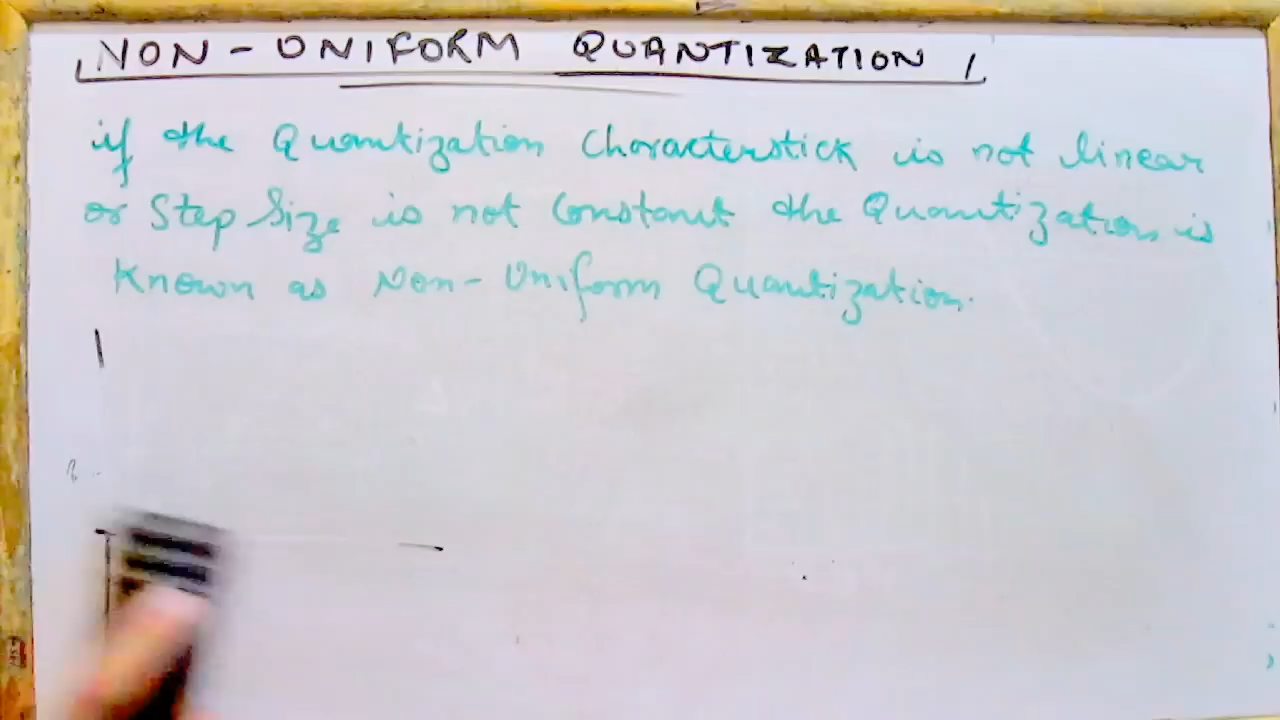 NON - UNIFORM QUANTIZATION
if the Quantization Characterstick is not linear
or Step Size is not Constant the Quantization is
Known as Non-Uniform Quantization.